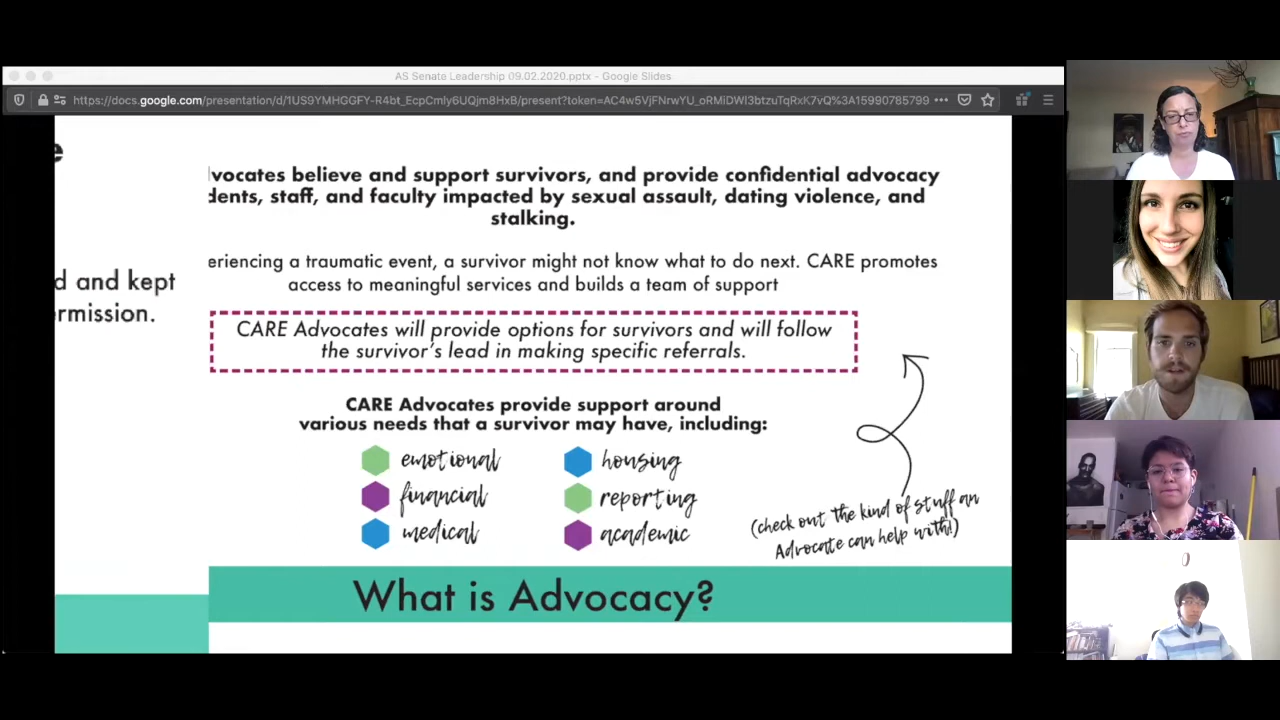 AS Senate Leadership 09.02.2020.pptx - Google Slides
https://docs.google.com/presentation/d/1US9YMHGGFY-R4bt_EcpCmly6UQjm8HxB/present?token=AC4w5VjFNrwYU_oRMiDWI3btzuTqRxK7vQ%3A15990785799
e
vocates believe and support survivors, and provide confidential advocacy
dents, staff, and faculty impacted by sexual assault, dating violence, and
stalking.
eriencing a traumatic event, a survivor might not know what to do next. CARE promotes
access to meaningful services and builds a team of support
d and kept
ermission.
CARE Advocates will provide options for survivors and will follow
the survivor's lead in making specific referrals.
CARE Advocates provide support around
various needs that a survivor may have, including:
emotional housing
financial reporting
medical academic
(check out the kind of stuff an
Advocate can help with!)
What is Advocacy?